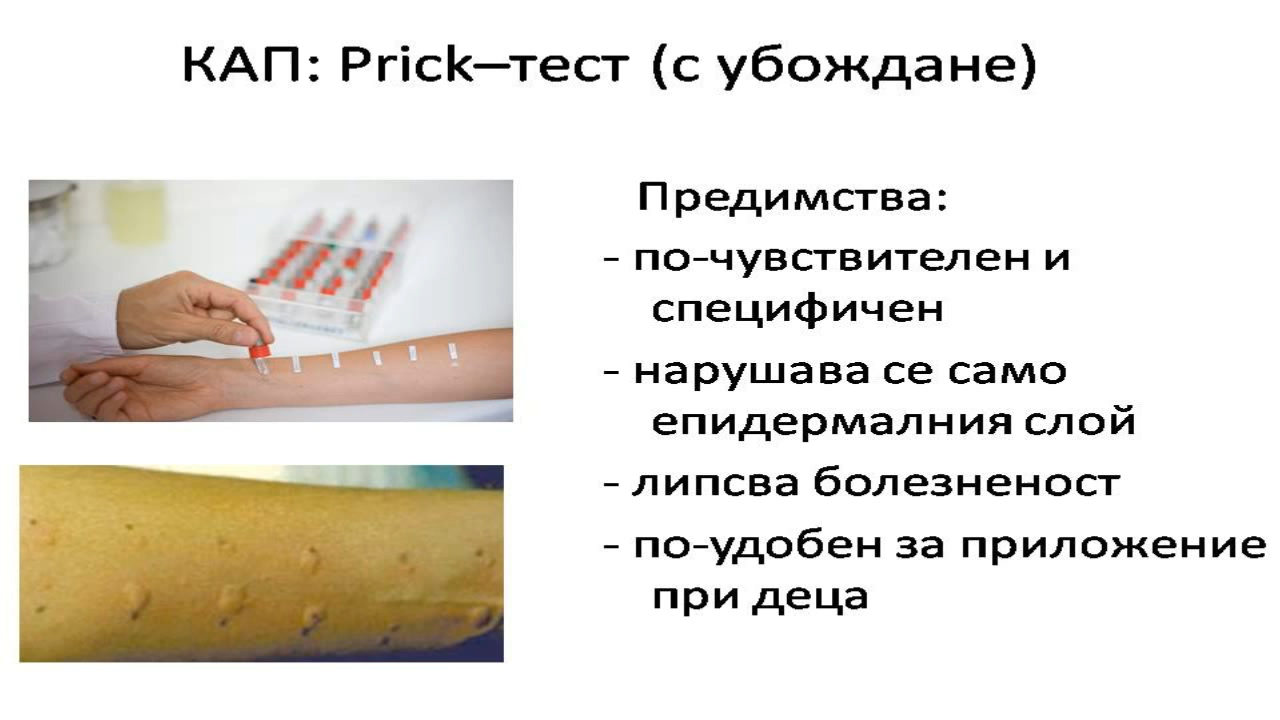 КАП: Prick–тест (с убождане)
Предимства:
- по-чувствителен и
специфичен
- нарушава се само
епидермалния слой
- липсва болезненост
- по-удобен за приложение
при деца